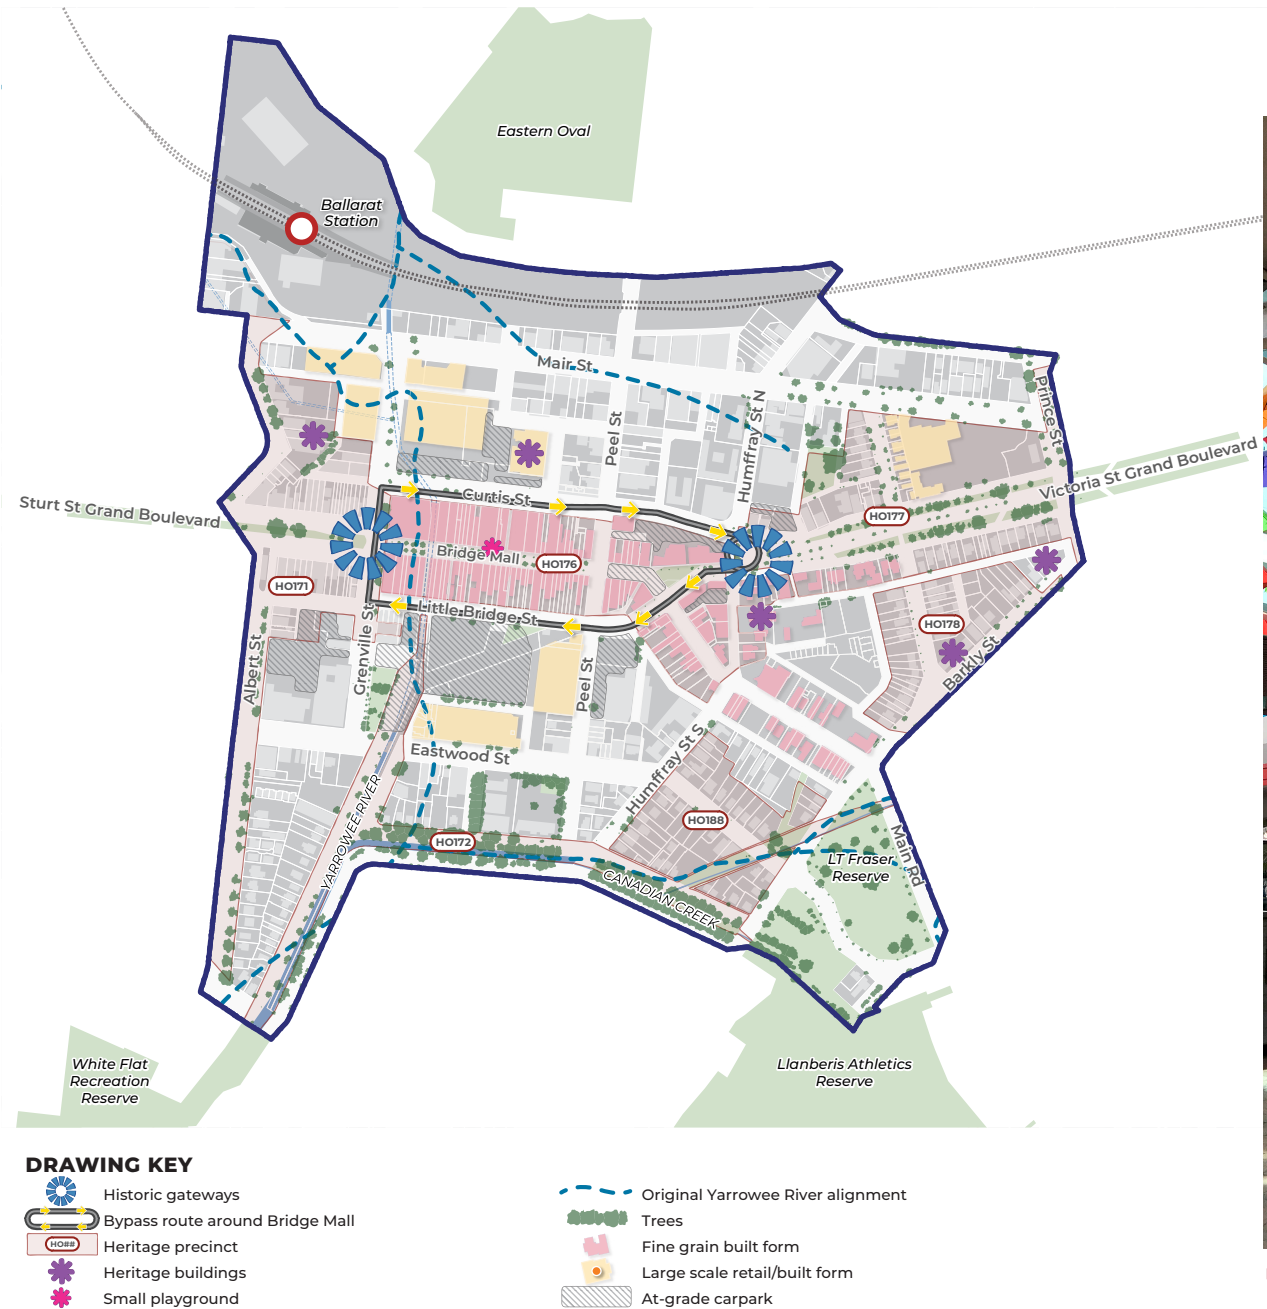 Eastern Oval
Ballarat
Station
Mair St
Peel St
Humffray St N
Prince St
Victoria St Grand Boulevard
Sturt St Grand Boulevard
Curtis St
HO177
Bridge Mall
HO176
HO171
Little Bridge St
HO178
Albert St
Grenville St
Peel St
Barkly St
Eastwood St
Humffray St S
YARROWEE RIVER
HO188
HO172
Main Rd
LT Fraser
Reserve
CANADIAN CREEK
White Flat
Recreation
Reserve
Llanberis Athletics
Reserve
DRAWING KEY
Historic gateways
Bypass route around Bridge Mall
HO##
Heritage precinct
Heritage buildings
Small playground
Original Yarrowee River alignment
Trees
Fine grain built form
Large scale retail/built form
At-grade carpark